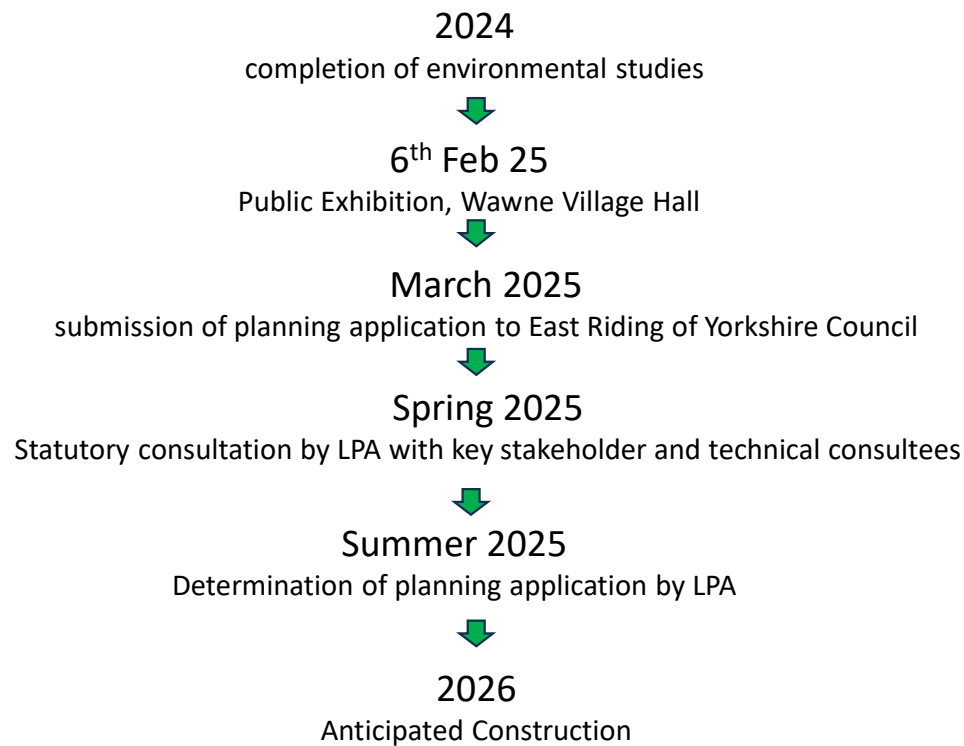 2024
completion of environmental studies
6th Feb 25
Public Exhibition, Wawne Village Hall
March 2025
submission of planning application to East Riding of Yorkshire Council
Spring 2025
Statutory consultation by LPA with key stakeholder and technical consultees
Summer 2025
Determination of planning application by LPA
2026
Anticipated Construction